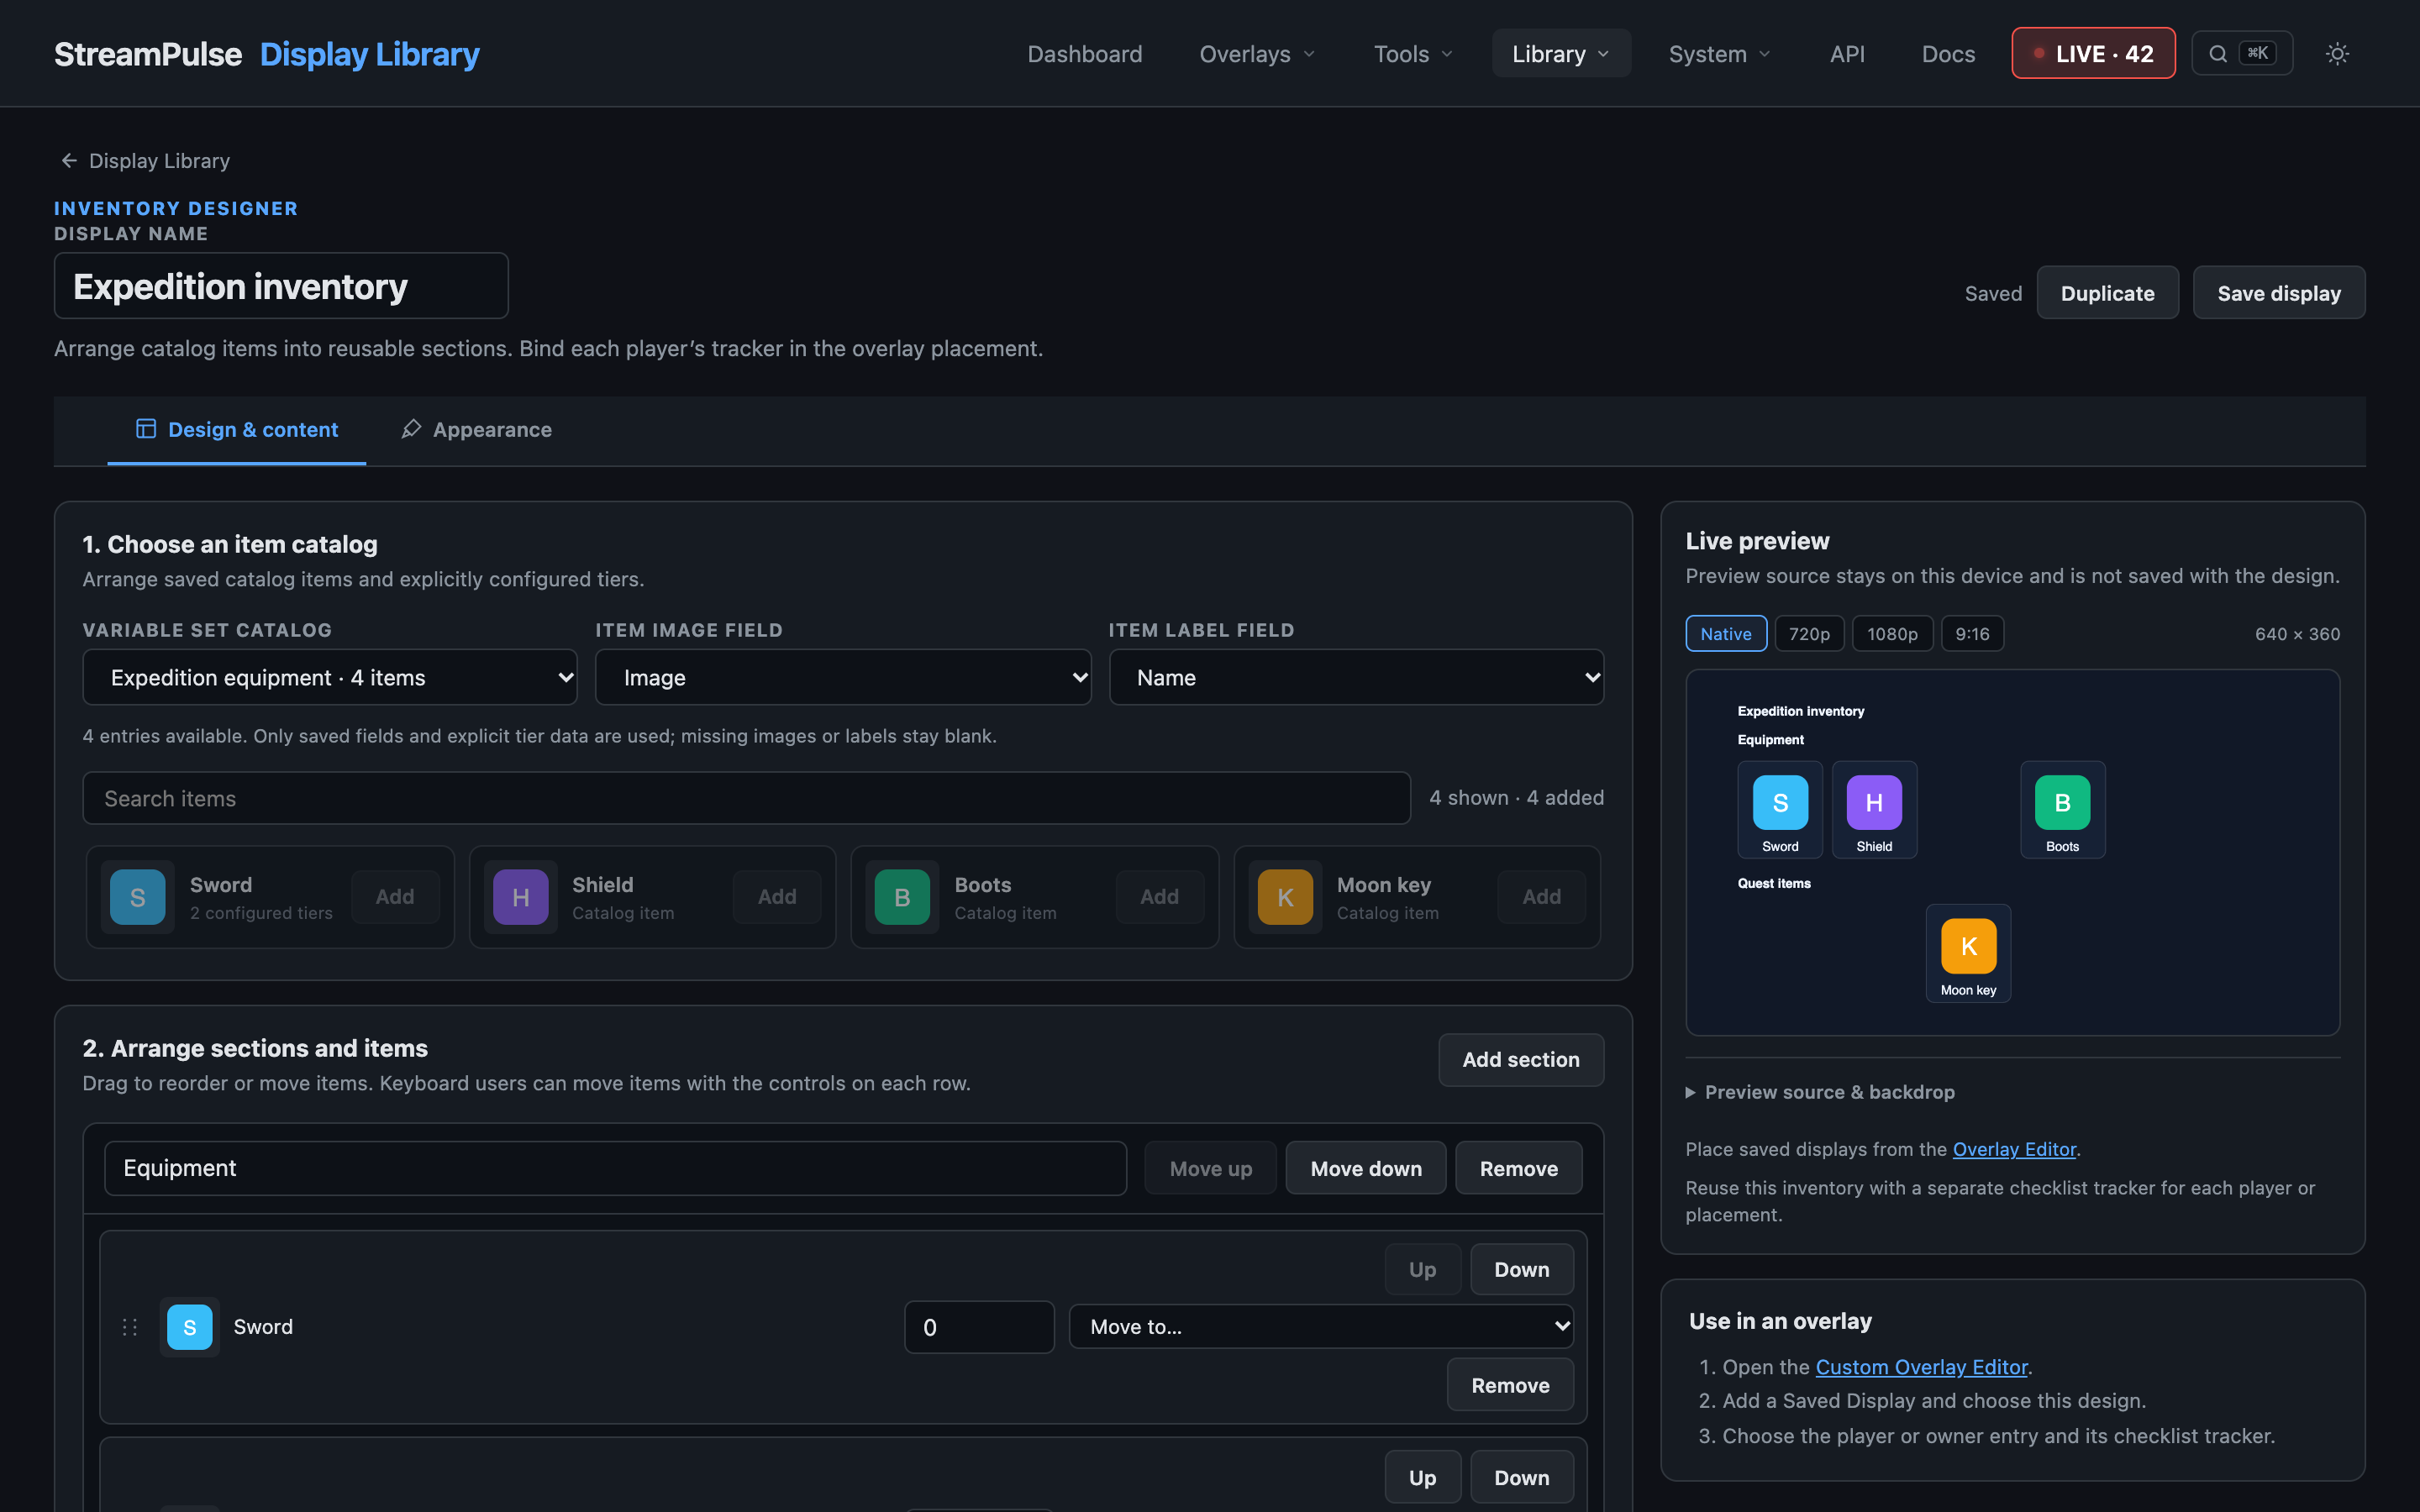 StreamPulse Display Library
Dashboard Overlays Tools Library System API Docs LIVE · 42 ⌘K
Display Library
INVENTORY DESIGNER
DISPLAY NAME
Expedition inventory
Saved Duplicate Save display
Arrange catalog items into reusable sections. Bind each player’s tracker in the overlay placement.
Design & content Appearance
1. Choose an item catalog
Arrange saved catalog items and explicitly configured tiers.
VARIABLE SET CATALOG ITEM IMAGE FIELD ITEM LABEL FIELD
Expedition equipment · 4 items Image Name
4 entries available. Only saved fields and explicit tier data are used; missing images or labels stay blank.
Search items 4 shown · 4 added
S Sword 2 configured tiers Add
H Shield Catalog item Add
B Boots Catalog item Add
K Moon key Catalog item Add
2. Arrange sections and items
Drag to reorder or move items. Keyboard users can move items with the controls on each row.
Add section
Equipment Move up Move down Remove
Up Down
S Sword 0 Move to...
Remove
Up Down
Live preview
Preview source stays on this device and is not saved with the design.
Native 720p 1080p 9:16 640 × 360
Expedition inventory
Equipment
S H B
Sword Shield Boots
Quest items
K
Moon key
Preview source & backdrop
Place saved displays from the Overlay Editor.
Reuse this inventory with a separate checklist tracker for each player or
placement.
Use in an overlay
1. Open the Custom Overlay Editor.
2. Add a Saved Display and choose this design.
3. Choose the player or owner entry and its checklist tracker.